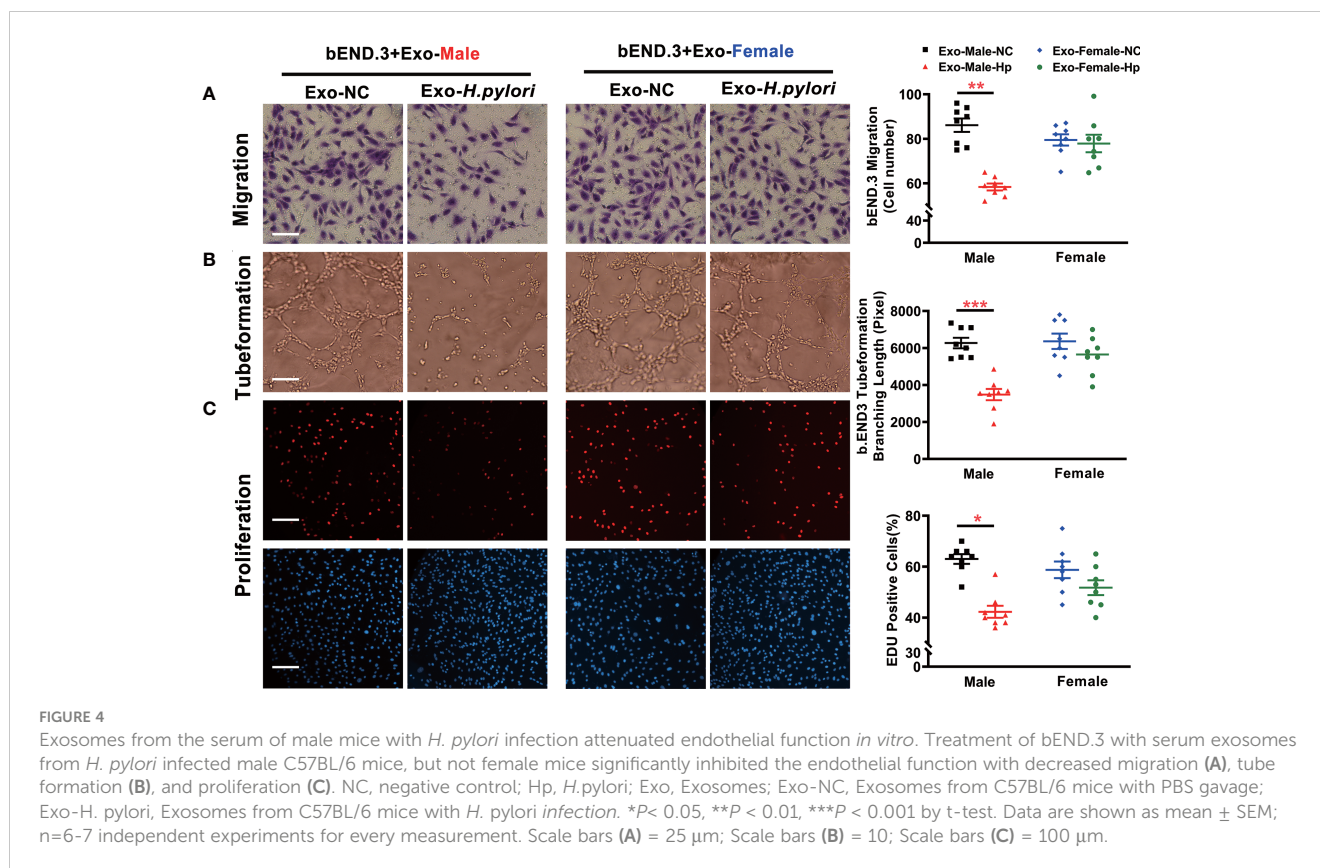 bEND.3+Exo-Male
bEND.3+Exo-Female
Exo-NC
Exo-H.pylori
Exo-NC
Exo-H.pylori
A
Migration
B
Tubeformation
C
Proliferation
Exo-Male-NC
Exo-Female-NC
Exo-Male-Hp
Exo-Female-Hp
bEND.3 Migration
(Cell number)
100
80
60
40
0
**
Male
Female
b.END3 Tubeformation
Branching Length (Pixel)
8000
6000
4000
2000
0
***
Male
Female
EDU Positive Cells(%)
80
60
40
30
0
*
Male
Female
FIGURE 4
Exosomes from the serum of male mice with H. pylori infection attenuated endothelial function in vitro. Treatment of bEND.3 with serum exosomes
from H. pylori infected male C57BL/6 mice, but not female mice significantly inhibited the endothelial function with decreased migration (A), tube
formation (B), and proliferation (C). NC, negative control; Hp, H.pylori; Exo, Exosomes; Exo-NC, Exosomes from C57BL/6 mice with PBS gavage;
Exo-H. pylori, Exosomes from C57BL/6 mice with H. pylori infection. *P< 0.05, **P < 0.01, ***P < 0.001 by t-test. Data are shown as mean ± SEM;
n=6-7 independent experiments for every measurement. Scale bars (A) = 25 μm; Scale bars (B) = 10; Scale bars (C) = 100 μm.